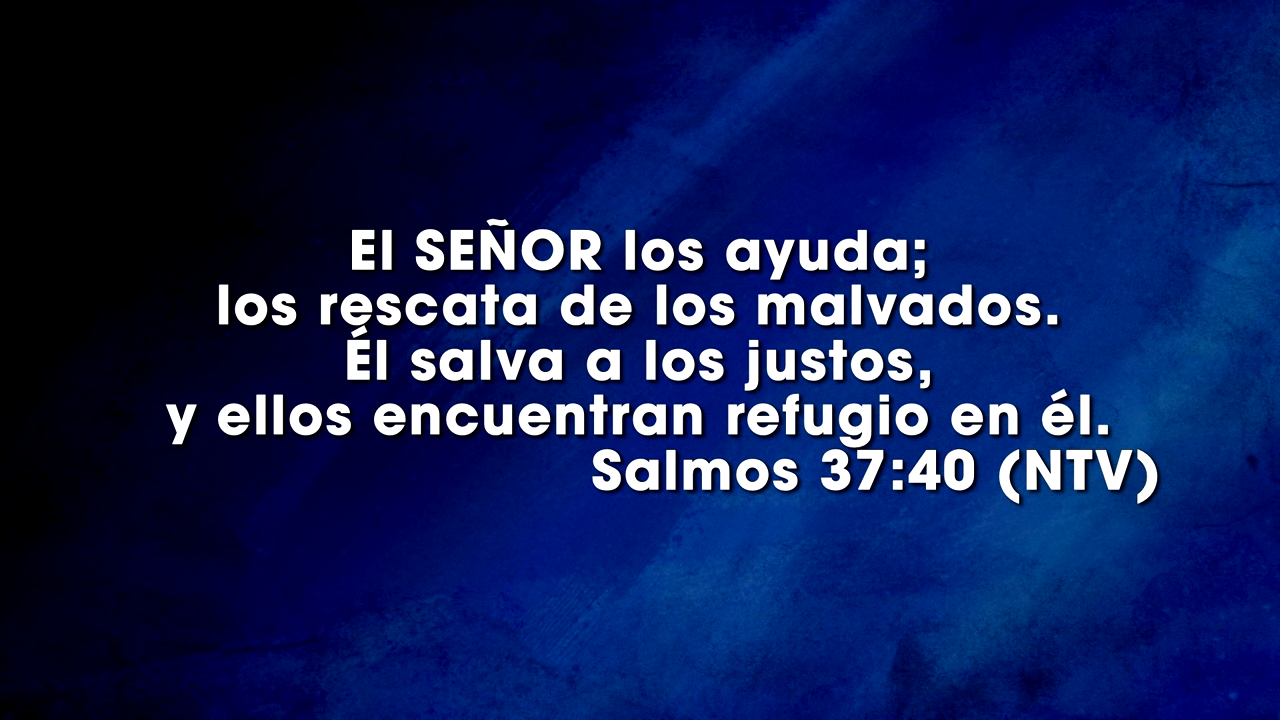 El SEÑOR los ayuda;
los rescata de los malvados.
Él salva a los justos,
y ellos encuentran refugio en él.
Salmos 37:40 (NTV)